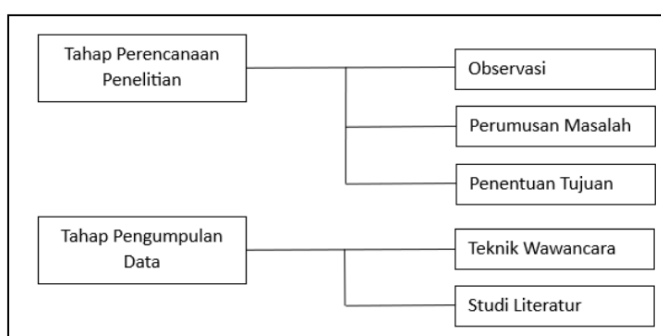 Tahap Perencanaan
Penelitian
Observasi
Perumusan Masalah
Penentuan Tujuan
Tahap Pengumpulan
Data
Teknik Wawancara
Studi Literatur